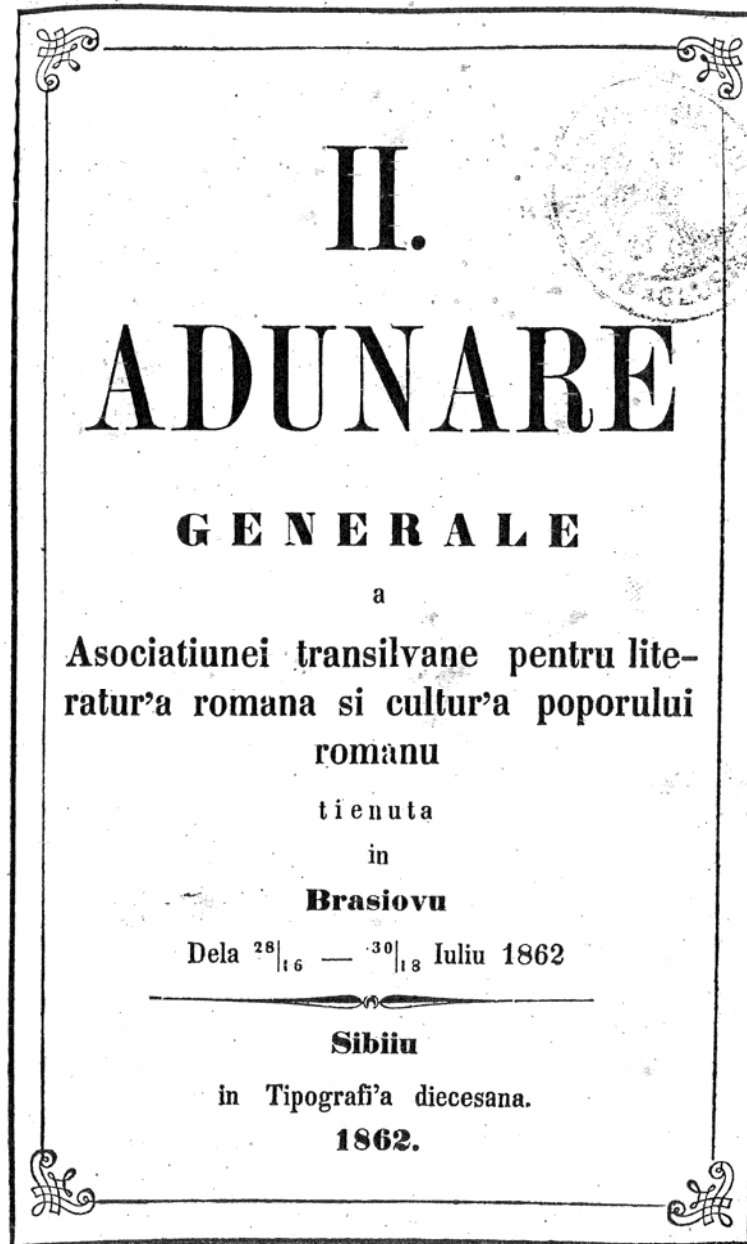 II.
ADUNARE
GENERALE
a
Asociatiunei transilvane pentru lite-
ratur'a romana si cultur'a poporului
romanu
tienuta
in
Brasiovu
Dela 28|16 — 30|18 Iuliu 1862
Sibiiu
in Tipografi'a diecesana.
1862.